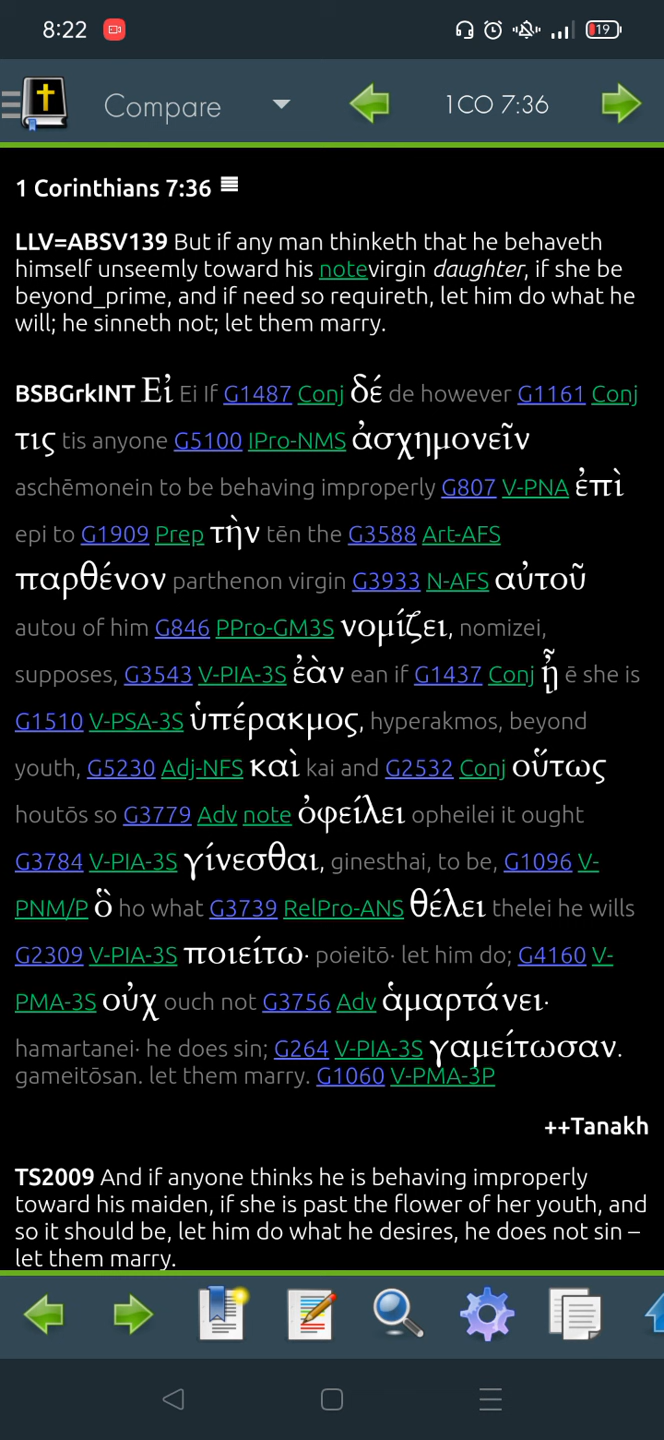 8:22
19
Compare
1CO 7:36
1 Corinthians 7:36
LLV=ABSV139 But if any man thinketh that he behaveth
himself unseemly toward his notevirgin daughter, if she be
beyond_prime, and if need so requireth, let him do what he
will; he sinneth not; let them marry.
BSBGrkINT Εἰ Ei If G1487 Conj δέ de however G1161 Conj
τις tis anyone G5100 IPro-NMS ἀσχημονεῖν
aschēmonein to be behaving improperly G807 V-PNA ἐπὶ
epi to G1909 Prep τὴν tēn the G3588 Art-AFS
παρθένον parthenon virgin G3933 N-AFS αὐτοῦ
autou of him G846 PPro-GM3S νομίζει, nomizei,
supposes, G3543 V-PIA-3S ἐὰν ean if G1437 Conj ᾖ ē she is
G1510 V-PSA-3S ὑπέρακμος, hyperakmos, beyond
youth, G5230 Adj-NFS καὶ kai and G2532 Conj οὕτως
houtōs so G3779 Adv note ὀφείλει opheilei it ought
G3784 V-PIA-3S γίνεσθαι, ginesthai, to be, G1096 V-
PNM/P ὃ ho what G3739 RelPro-ANS θέλει thelei he wills
G2309 V-PIA-3S ποιείτω· poieitō· let him do; G4160 V-
PMA-3S οὐχ ouch not G3756 Adv ἁμαρτάνει·
hamartanei· he does sin; G264 V-PIA-3S γαμείτωσαν.
gameitōsan. let them marry. G1060 V-PMA-3P
++Tanakh
TS2009 And if anyone thinks he is behaving improperly
toward his maiden, if she is past the flower of her youth, and
so it should be, let him do what he desires, he does not sin –
let them marry.